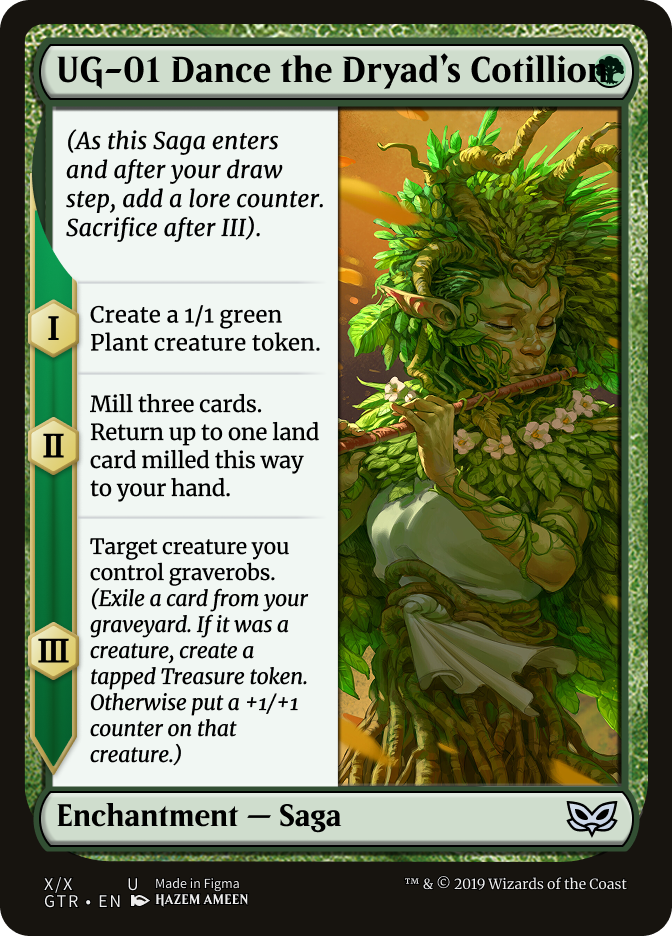 UG-01 Dance the Dryad's Cotillion
(As this Saga enters
and after your draw
step, add a lore counter.
Sacrifice after III).
I
Create a 1/1 green
Plant creature token.
II
Mill three cards.
Return up to one land
card milled this way
to your hand.
III
Target creature you
control graverobs.
(Exile a card from your
graveyard. If it was a
creature, create a
tapped Treasure token.
Otherwise put a +1/+1
counter on that
creature.)
Enchantment — Saga
X/X U Made in Figma
GTR • EN HAZEM AMEEN
™ & © 2019 Wizards of the Coast